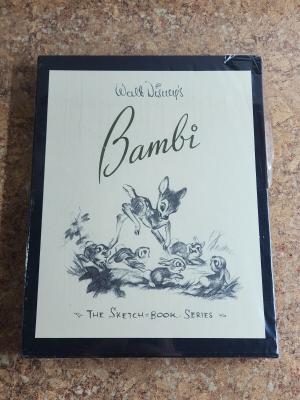 Walt Disney's
Bambi
THE SKETCH-BOOK SERIES